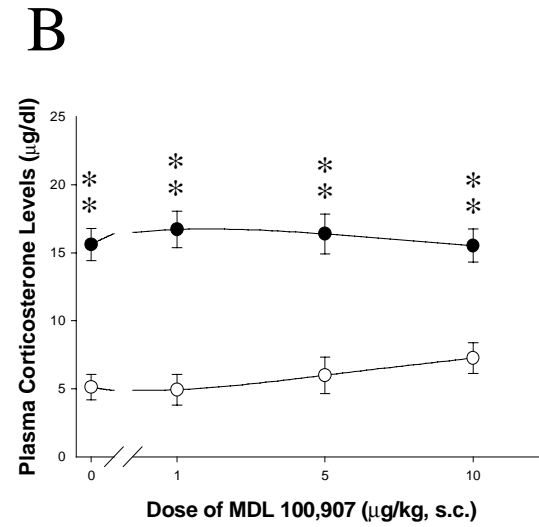 B
Plasma Corticosterone Levels (µg/dl)
25
20
15
10
5
0
** ** ** **
0 1 5 10
Dose of MDL 100,907 (µg/kg, s.c.)